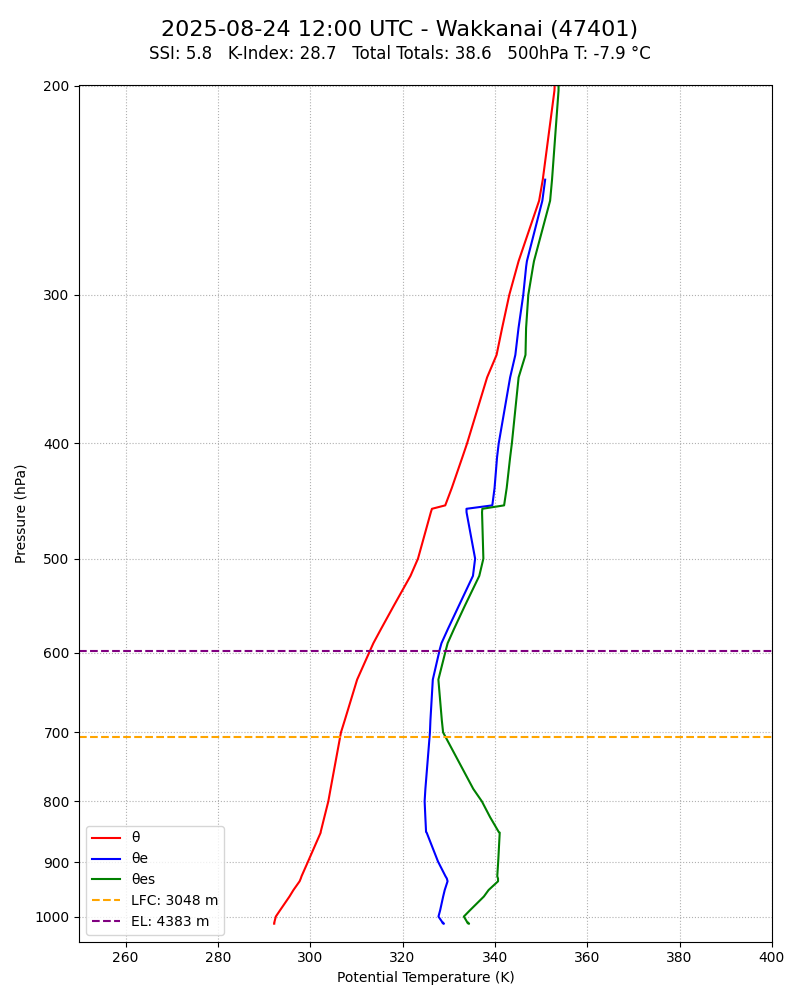 2025-08-24 12:00 UTC - Wakkanai (47401)
SSI: 5.8 K-Index: 28.7 Total Totals: 38.6 500hPa T: -7.9 °C
200
300
400
500
600
700
800
900
1000
Pressure (hPa)
θ
θe
θes
LFC: 3048 m
EL: 4383 m
260 280 300 320 340 360 380 400
Potential Temperature (K)